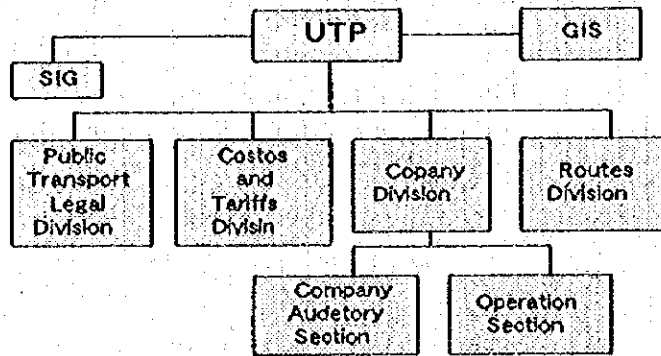 UTP
GIS
SIG
Public
Transport
Legal
Division
Costos
and
Tariffs
Divisin
Copany
Division
Routes
Division
Company
Audetory
Section
Operation
Section